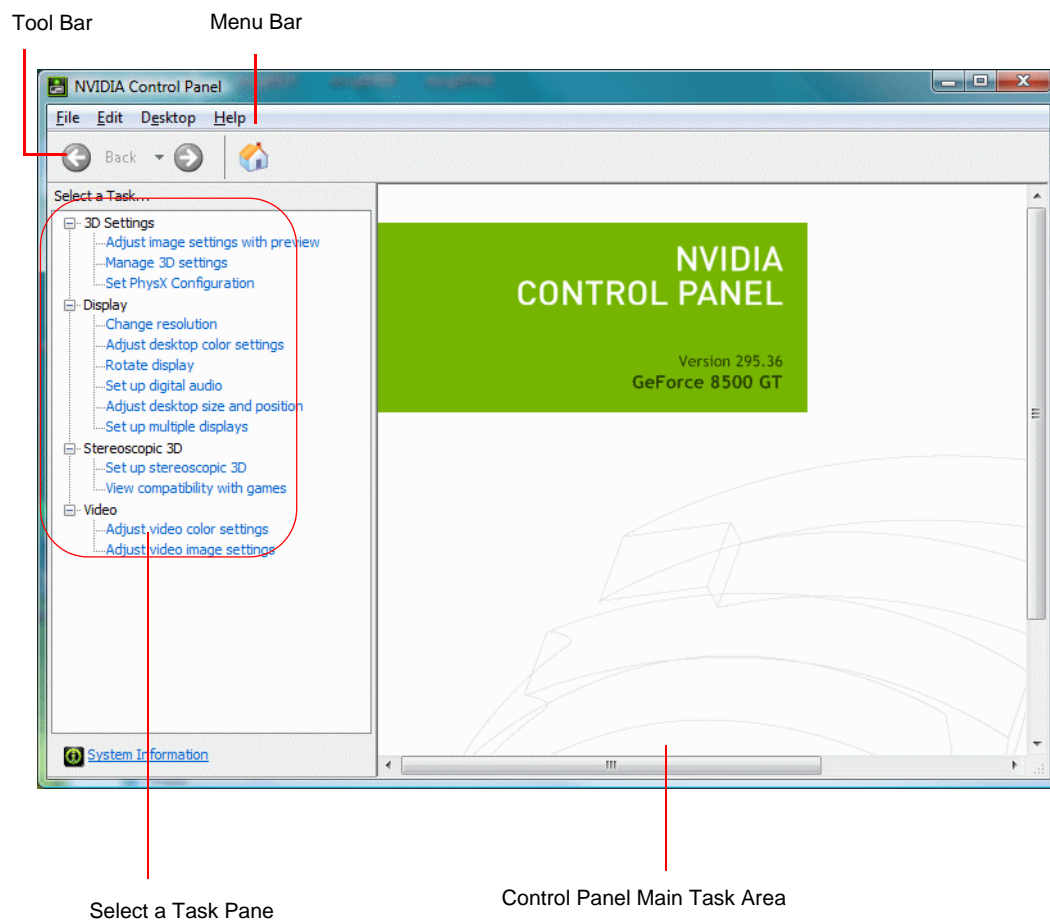 Tool Bar
Menu Bar
NVIDIA Control Panel
File Edit Desktop Help
Back
Select a Task...
3D Settings
Adjust image settings with preview
Manage 3D settings
Set PhysX Configuration
Display
Change resolution
Adjust desktop color settings
Rotate display
Set up digital audio
Adjust desktop size and position
Set up multiple displays
Stereoscopic 3D
Set up stereoscopic 3D
View compatibility with games
Video
Adjust video color settings
Adjust video image settings
System Information
NVIDIA
CONTROL PANEL
Version 295.36
GeForce 8500 GT
Select a Task Pane
Control Panel Main Task Area